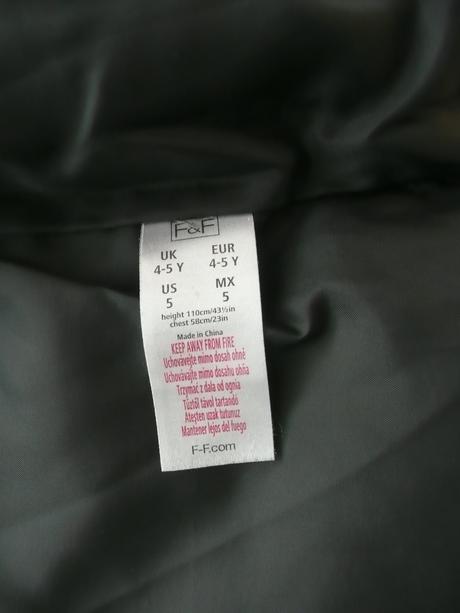 F&F
UK EUR
4-5 Y 4-5 Y
US MX
5 5
height 110cm/43½in
chest 58cm/23in
Made in China
KEEP AWAY FROM FIRE
Uchovavejte mimo dosah ohně
Uchovávajte mimo dosahu ohňa
Trzymać z dala od ognia
Tűztől távol tartandó
Ateşten uzak tutunuz
Mantener lejos del fuego
F-F.com